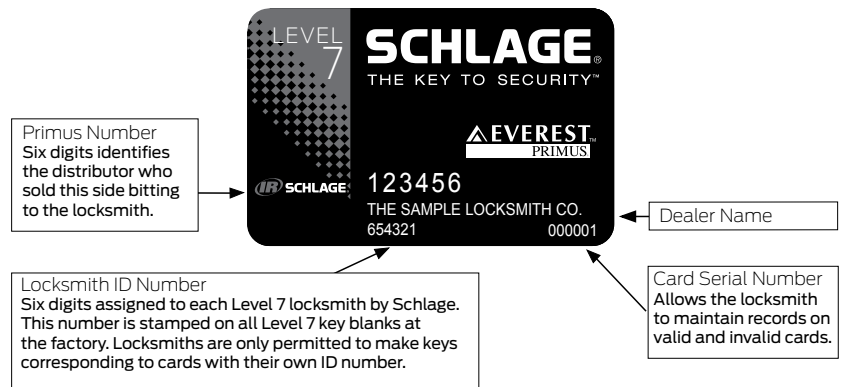 LEVEL
7
SCHLAGE®
THE KEY TO SECURITY™
EVEREST™
PRIMUS
IR SCHLAGE
123456
THE SAMPLE LOCKSMITH CO.
654321 000001
Primus Number
Six digits identifies
the distributor who
sold this side bitting
to the locksmith.
Dealer Name
Locksmith ID Number
Six digits assigned to each Level 7 locksmith by Schlage.
This number is stamped on all Level 7 key blanks at
the factory. Locksmiths are only permitted to make keys
corresponding to cards with their own ID number.
Card Serial Number
Allows the locksmith
to maintain records on
valid and invalid cards.